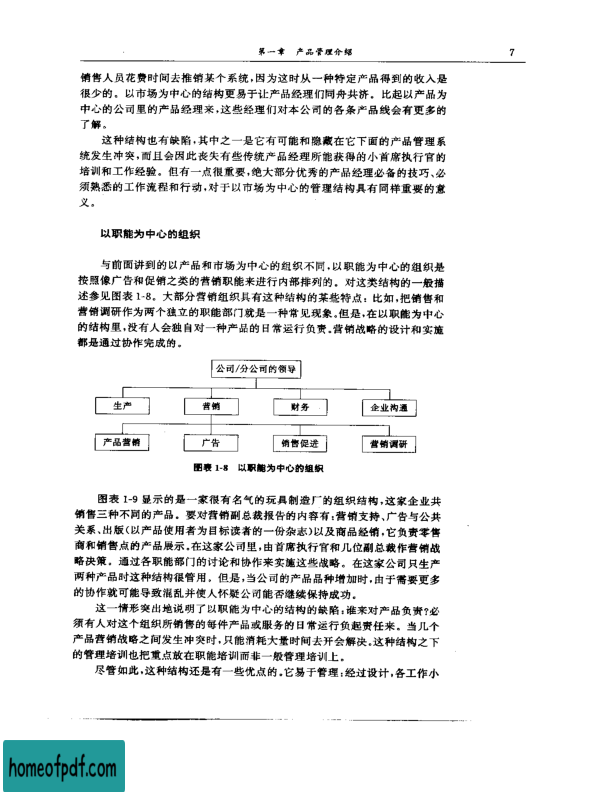 第一章 产品管理介绍 7
销售人员花费时间去推销某个系统,因为这时从一种特定产品得到的收入是
很少的。以市场为中心的结构更易于让产品经理们同舟共济。比起以产品为
中心的公司里的产品经理来,这些经理们对本公司的各条产品线会有更多的
了解。
这种结构也有缺陷,其中之一是它有可能和隐藏在它下面的产品管理系
统发生冲突,而且会因此丧失有些传统产品经理所能获得的小首席执行官的
培训和工作经验。但有一点很重要,绝大部分优秀的产品经理必备的技巧、必
须熟悉的工作流程和行动,对于以市场为中心的管理结构具有同样重要的意
义。
以职能为中心的组织
与前面讲到的以产品和市场为中心的组织不同,以职能为中心的组织是
按照像广告和促销之类的营销职能来进行内部排列的。对这类结构的一般描
述参见图表1-8。大部分营销组织具有这种结构的某些特点:比如,把销售和
营销调研作为两个独立的职能部门就是一种常见现象。但是,在以职能为中心
的结构里,没有人会独自对一种产品的日常运行负责。营销战略的设计和实施
都是通过协作完成的。
公司/分公司的领导
生产 营销 财务 企业沟通
产品营销 广告 销售促进 营销调研
图表 1-8 以职能为中心的组织
图表 1-9 显示的是一家很有名气的玩具制造厂的组织结构,这家企业共
销售三种不同的产品。要对营销副总裁报告的内容有:营销支持、广告与公共
关系、出版(以产品使用者为目标读者的一份杂志)以及商品经销,它负责零售
商和销售点的产品展示。在这家公司里,由首席执行官和几位副总裁作营销战
略决策。通过各职能部门的讨论和协作来实施这些战略。在这家公司只生产
两种产品时这种结构很管用。但是,当公司的产品品种增加时,由于需要更多
的协作就可能导致混乱并使人怀疑公司能否继续保持成功。
这一情形突出地说明了以职能为中心的结构的缺陷:谁来对产品负责?必
须有人对这个组织所销售的每件产品或服务的日常运行负起责任来。当几个
产品营销战略之间发生冲突时,只能消耗大量时间去开会解决。这种结构之下
的管理培训也把重点放在职能培训而非一般管理培训上。
尽管如此,这种结构还是有一些优点的。它易于管理;经过设计,各工作小
homeofpdf.com